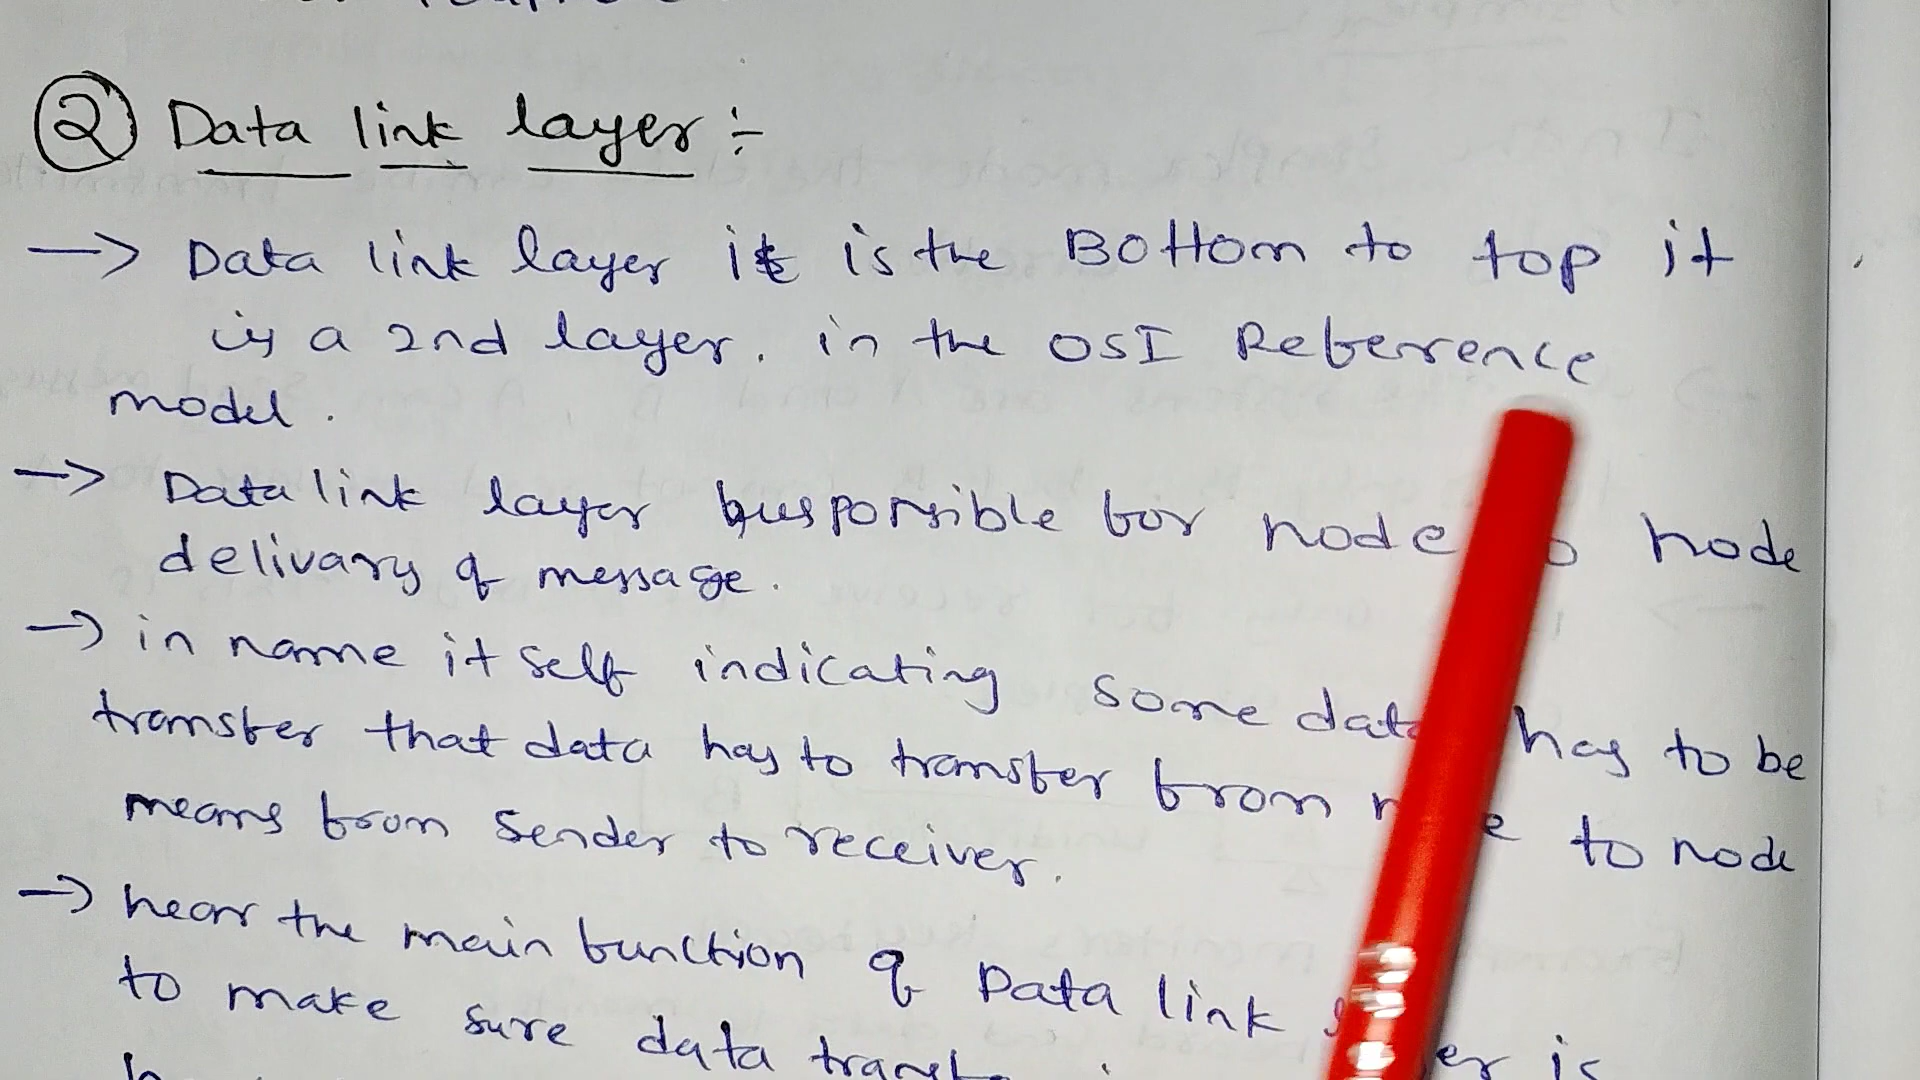 ② Data link layer :-
→ Data link layer it is the Bottom to top it
is a 2nd layer. in the OSI Reference
model.
→ Data link layer responsible for node node
delivary of message.
→ in name it self indicating some data has to be
transfer that data has to transfer from to node
means from Sender to receiver.
→ hear the main function of Data link is
to make sure data